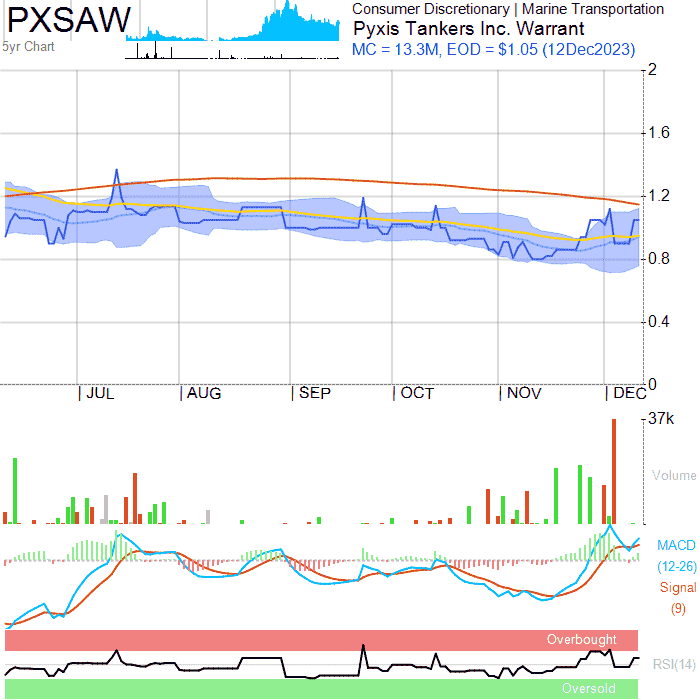 PXSAW
5yr Chart
Consumer Discretionary | Marine Transportation
Pyxis Tankers Inc. Warrant
MC = 13.3M, EOD = $1.05 (12Dec2023)
2
1.6
1.2
0.8
0.4
0
JUL AUG SEP OCT NOV DEC
37k
Volume
MACD
(12-26)
Signal
(9)
Overbought
RSI(14)
Oversold